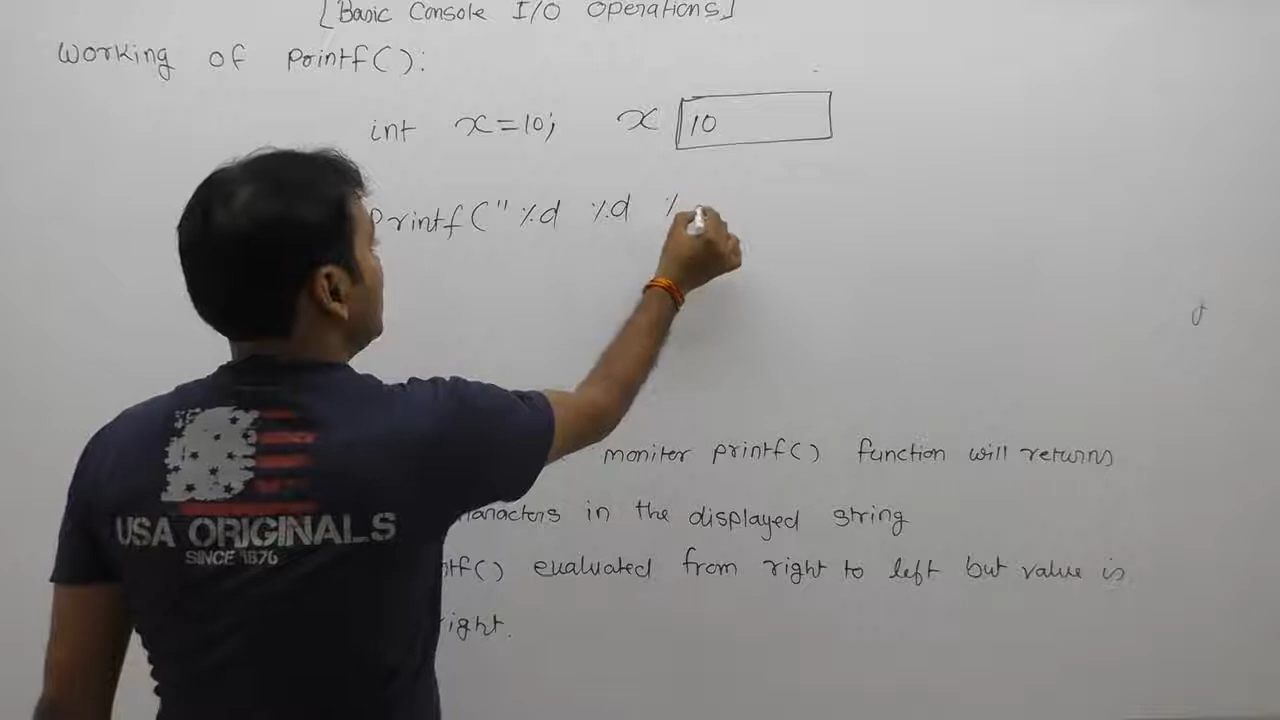 [Basic Console I/O Operations]
Working of printf():
int x=10; x 10
Printf(" %d %d %
moniter printf() function will returns
characters in the displayed string
ntf() evaluated from right to left but value is
right.
USA ORIGINALS
SINCE 1876